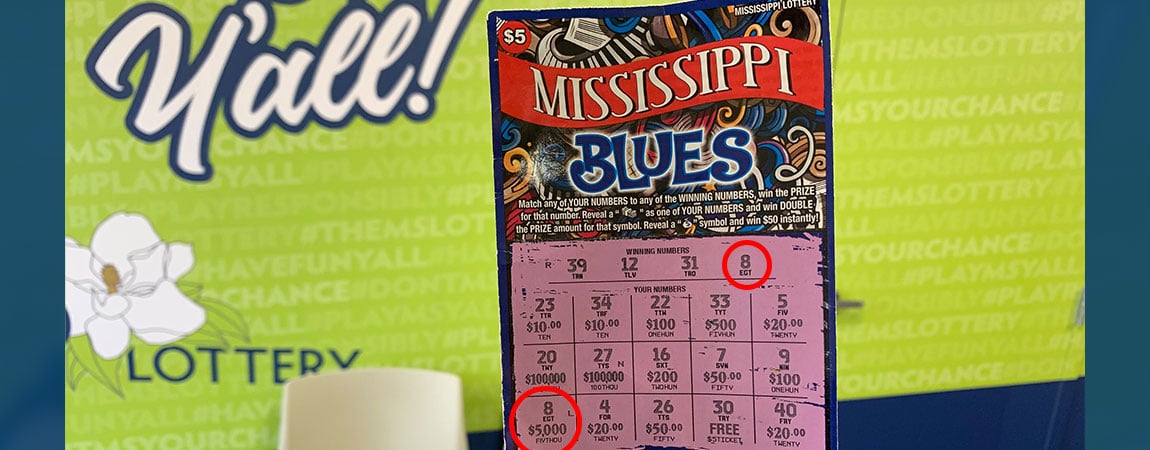 Y'all!
LOTTERY
MISSISSIPPI LOTTERY
$5
MISSISSIPPI
BLUES
Match any of YOUR NUMBERS to any of the WINNING NUMBERS, win the PRIZE
for that number. Reveal a " " as one of YOUR NUMBERS and win DOUBLE
the PRIZE amount for that symbol. Reveal a " " symbol and win $50 instantly!
WINNING NUMBERS
R 39 12 31 8
TRN TLV TRO EGT
YOUR NUMBERS
23 34 22 33 5
TTR TRF TTW TYT FIV
$10.00 $10.00 $100 $500 $20.00
TEN TEN ONEHUN FIVHUN TWENTY
20 27 N 16 7 9
TNY TYS SXT SVN NIN
$100,000 $100,000 $200 $50.00 $100
100THOU TWOHUN FIFTY ONEHUN
8 L 4 26 30 40
EGT FOR TTS TRY FRY
$5,000 $20.00 $50.00 FREE $20.00
FIVTHOU TWENTY FIFTY $5TICKET TWENTY
#THEMSLOTTERY
MSYOURCHANCE
#PLAYMSYALL